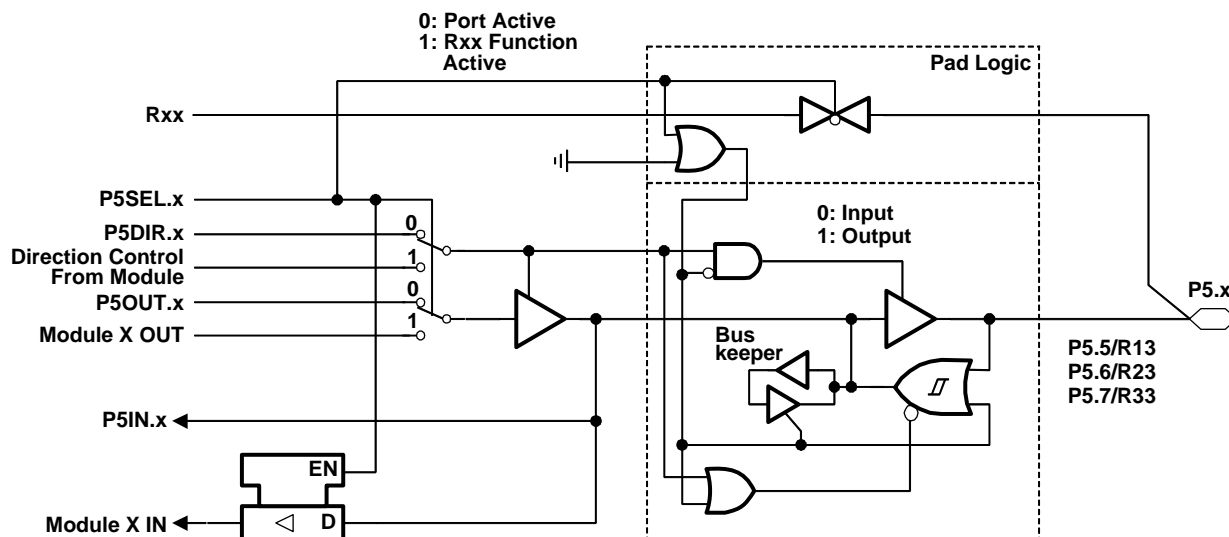 0: Port Active
1: Rxx Function
Active
Pad Logic
Rxx
P5SEL.x
P5DIR.x
0
Direction Control
From Module
1
0: Input
1: Output
P5OUT.x
0
Module X OUT
1
P5.x
Bus
keeper
P5.5/R13
P5.6/R23
P5.7/R33
P5IN.x
EN
Module X IN
D